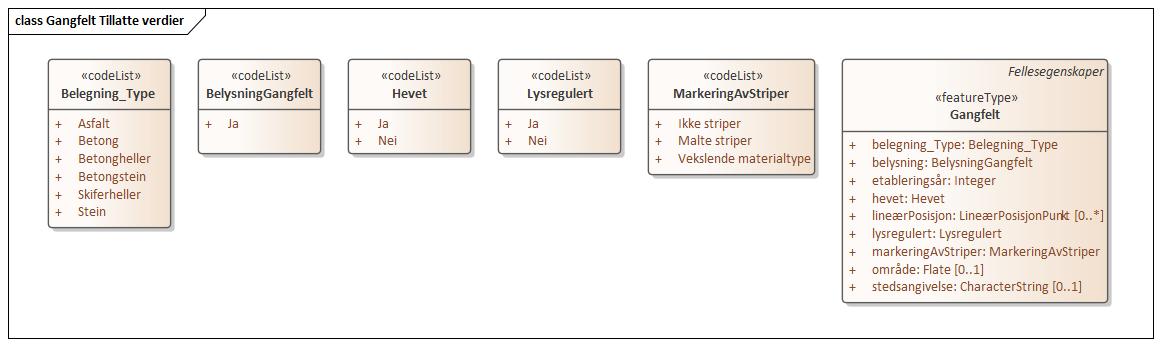 class Gangfelt Tillatte verdier
«codeList»
Belegning_Type
+ Asfalt
+ Betong
+ Betongheller
+ Betongstein
+ Skiferheller
+ Stein
«codeList»
BelysningGangfelt
+ Ja
«codeList»
Hevet
+ Ja
+ Nei
«codeList»
Lysregulert
+ Ja
+ Nei
«codeList»
MarkeringAvStriper
+ Ikke striper
+ Malte striper
+ Vekslende materialtype
Fellesegenskaper
«featureType»
Gangfelt
+ belegning_Type: Belegning_Type
+ belysning: BelysningGangfelt
+ etableringsår: Integer
+ hevet: Hevet
+ lineærPosisjon: LineærPosisjonPunkt [0..*]
+ lysregulert: Lysregulert
+ markeringAvStriper: MarkeringAvStriper
+ område: Flate [0..1]
+ stedsangivelse: CharacterString [0..1]